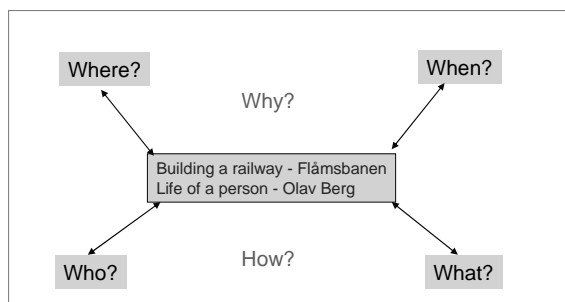 Where?
When?
Why?
Building a railway - Flåmsbanen
Life of a person - Olav Berg
Who?
How?
What?